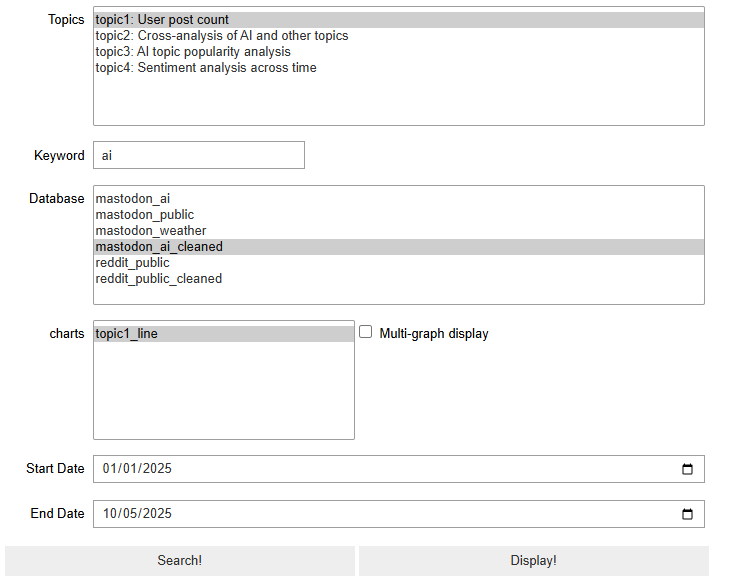 Topics
topic1: User post count
topic2: Cross-analysis of AI and other topics
topic3: AI topic popularity analysis
topic4: Sentiment analysis across time
Keyword
ai
Database
mastodon_ai
mastodon_public
mastodon_weather
mastodon_ai_cleaned
reddit_public
reddit_public_cleaned
charts
topic1_line
Multi-graph display
Start Date
01/01/2025
End Date
10/05/2025
Search!
Display!